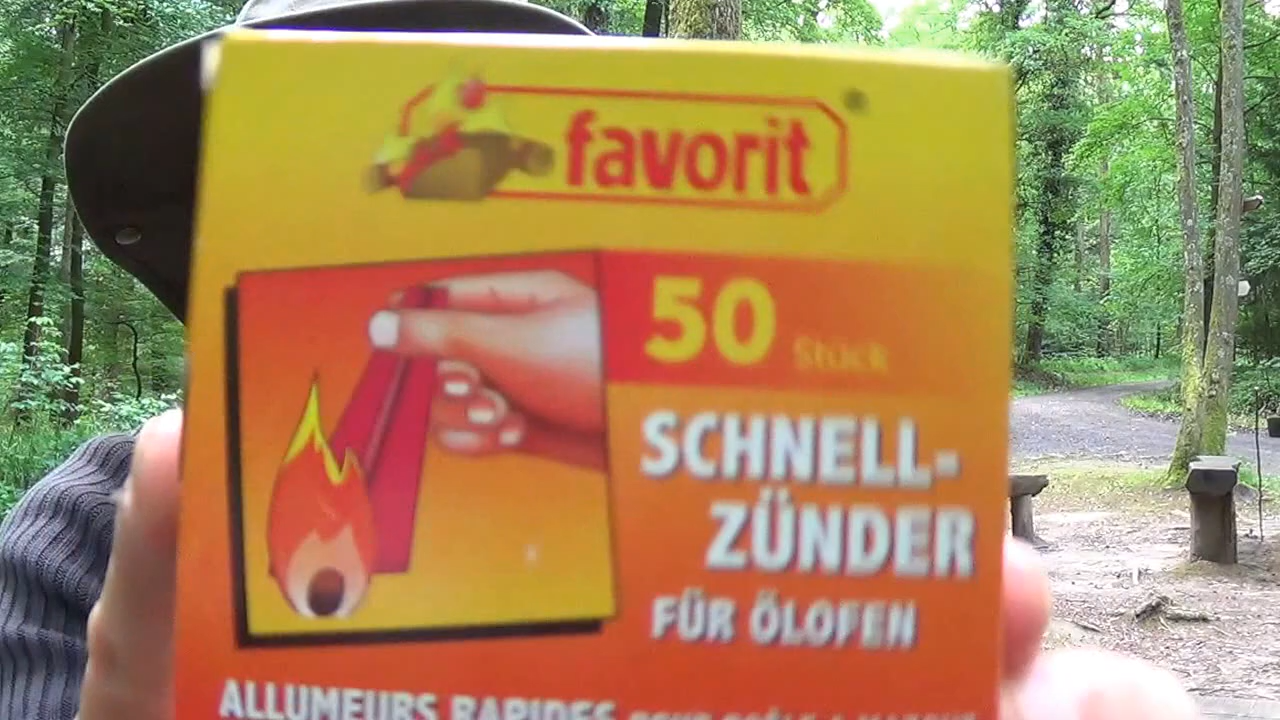 favorit
50 Stück
SCHNELL-
ZÜNDER
FÜR ÖLOFEN
ALLUMEURS RAPIDES